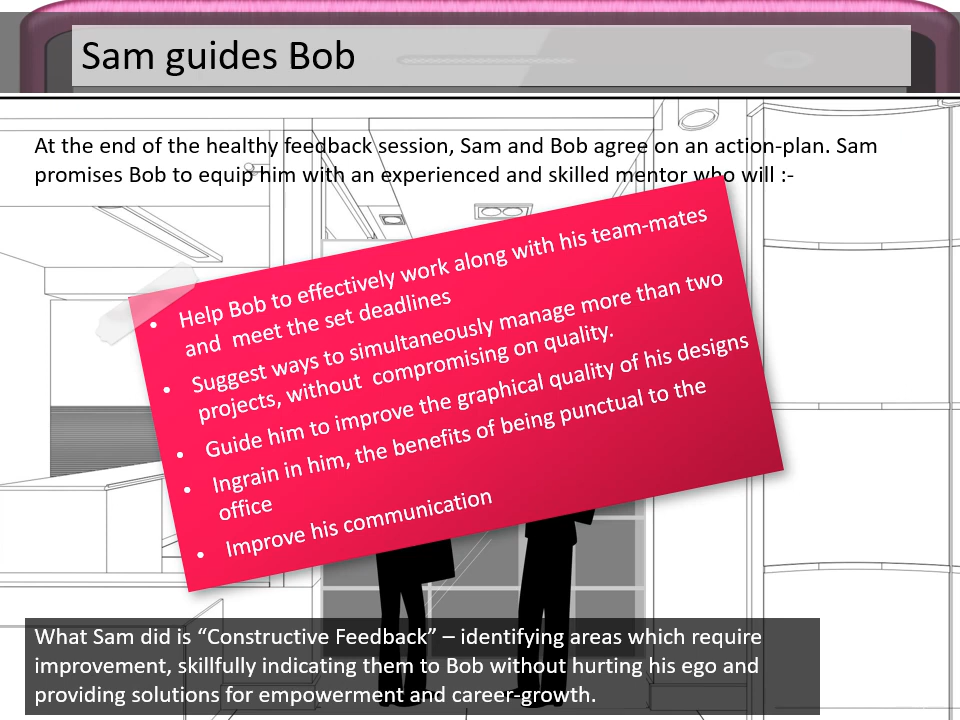 Sam guides Bob
At the end of the healthy feedback session, Sam and Bob agree on an action-plan. Sam
promises Bob to equip him with an experienced and skilled mentor who will :-
• Help Bob to effectively work along with his team-mates
and  meet the set deadlines
• Suggest ways to simultaneously manage more than two
projects, without  compromising on quality.
• Guide him to improve the graphical quality of his designs
• Ingrain in him, the benefits of being punctual to the
office
• Improve his communication
What Sam did is “Constructive Feedback” – identifying areas which require
improvement, skillfully indicating them to Bob without hurting his ego and
providing solutions for empowerment and career-growth.